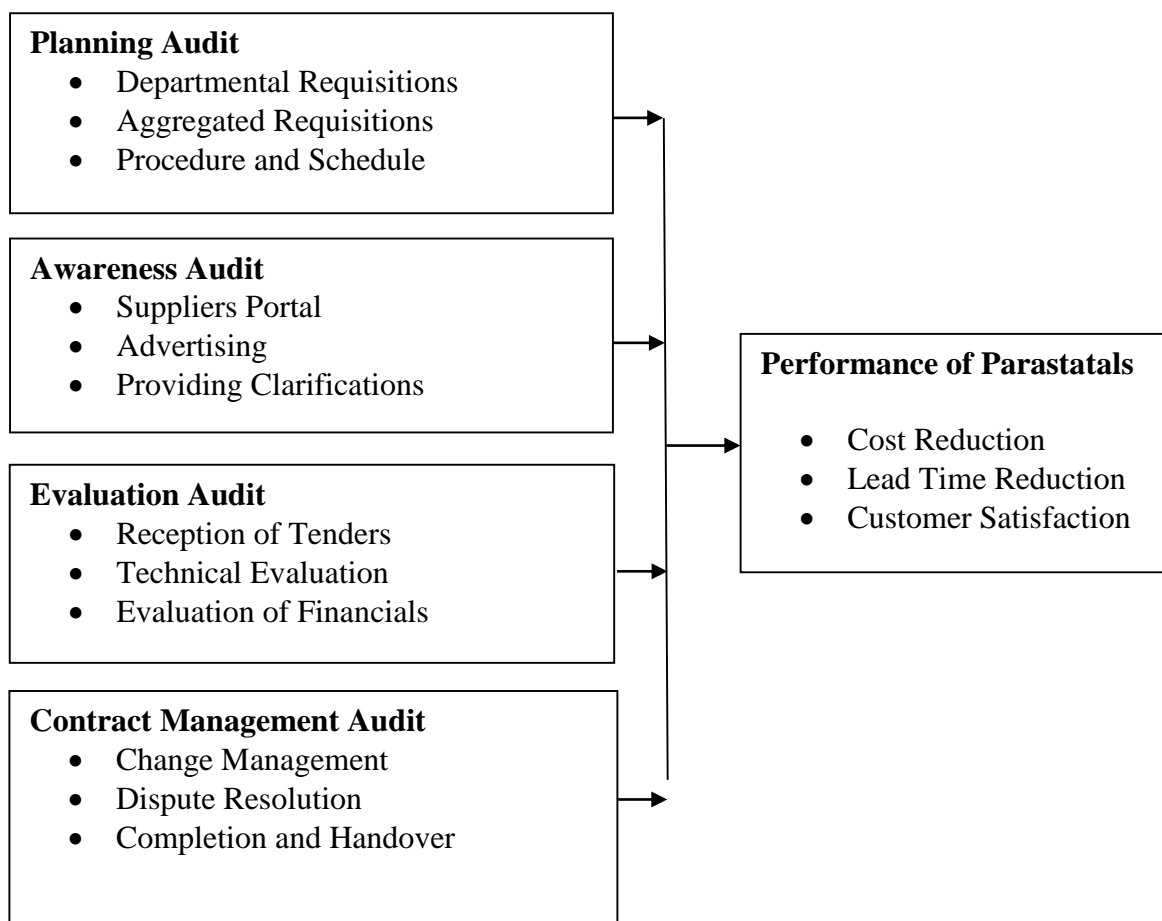 Planning Audit
• Departmental Requisitions
• Aggregated Requisitions
• Procedure and Schedule
Awareness Audit
• Suppliers Portal
• Advertising
• Providing Clarifications
Evaluation Audit
• Reception of Tenders
• Technical Evaluation
• Evaluation of Financials
Contract Management Audit
• Change Management
• Dispute Resolution
• Completion and Handover
Performance of Parastatals
• Cost Reduction
• Lead Time Reduction
• Customer Satisfaction